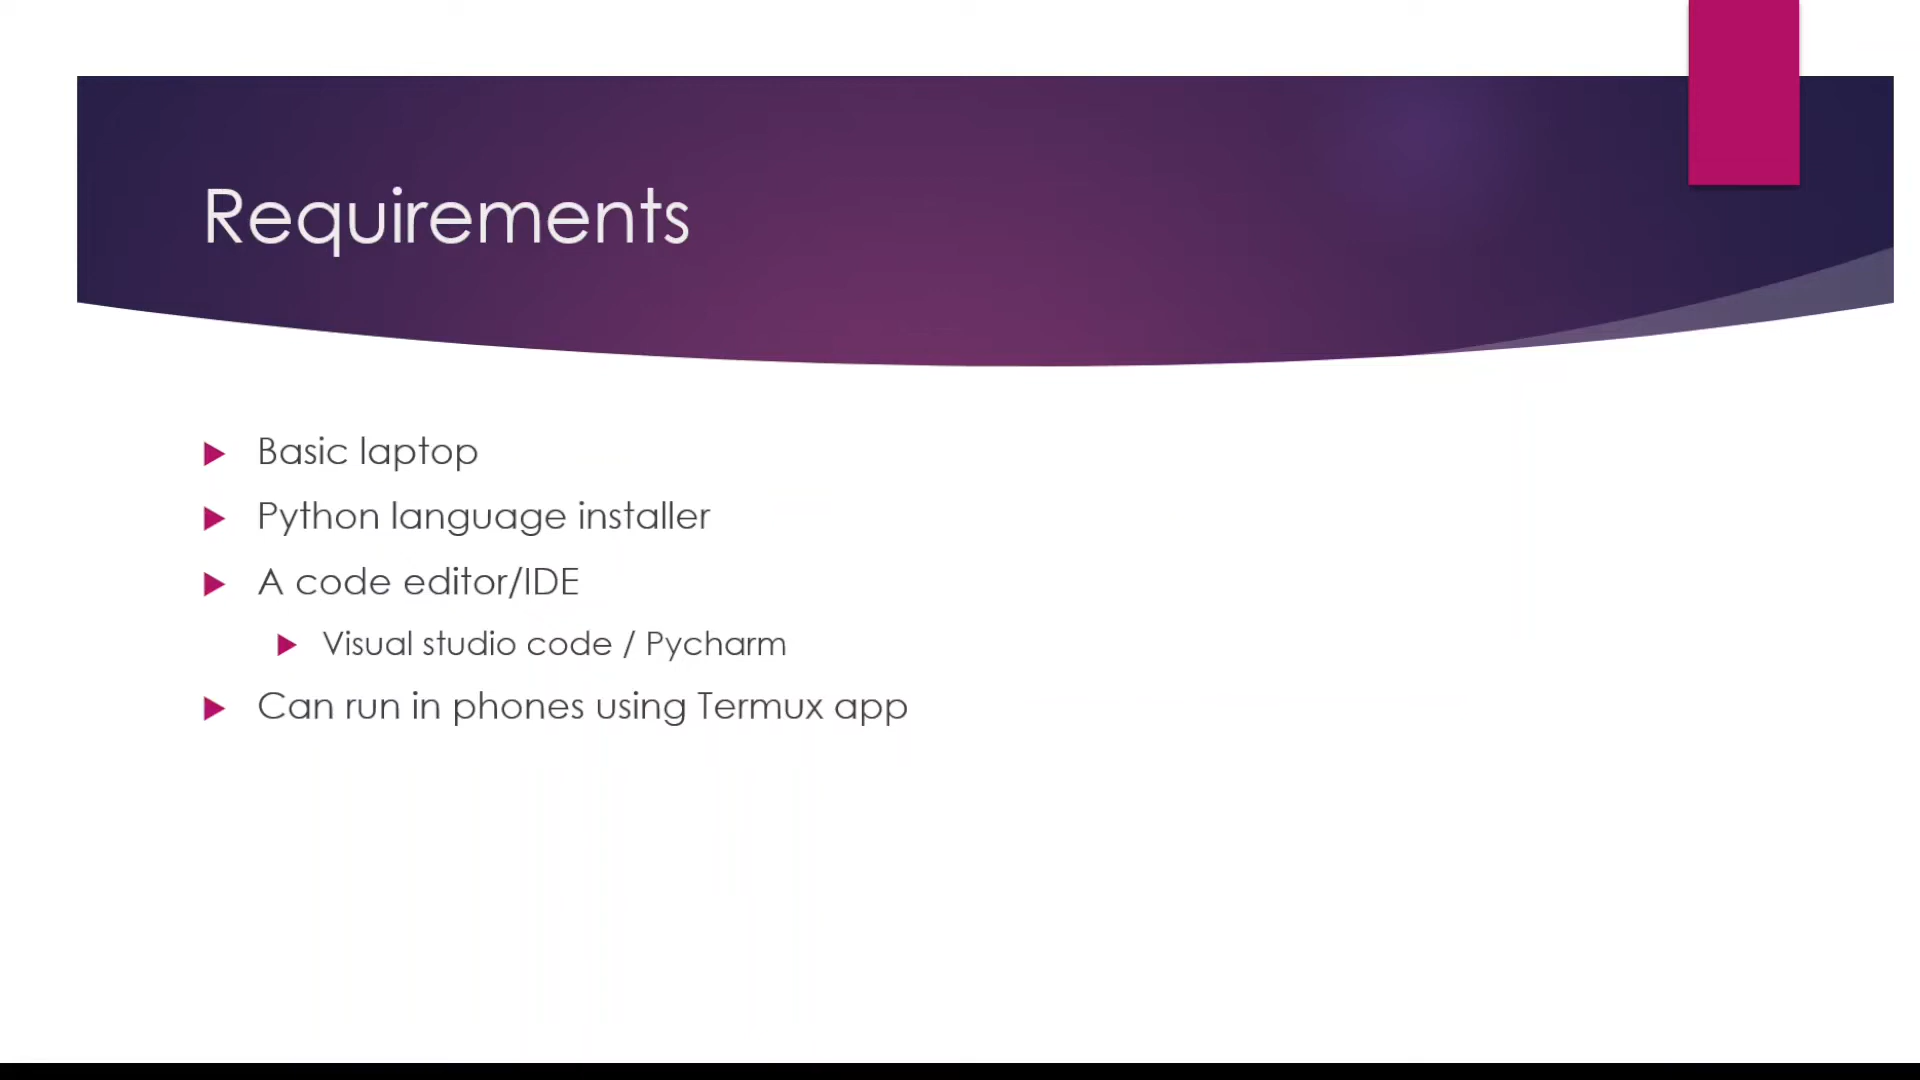 Requirements
Basic laptop
Python language installer
A code editor/IDE
Visual studio code / Pycharm
Can run in phones using Termux app